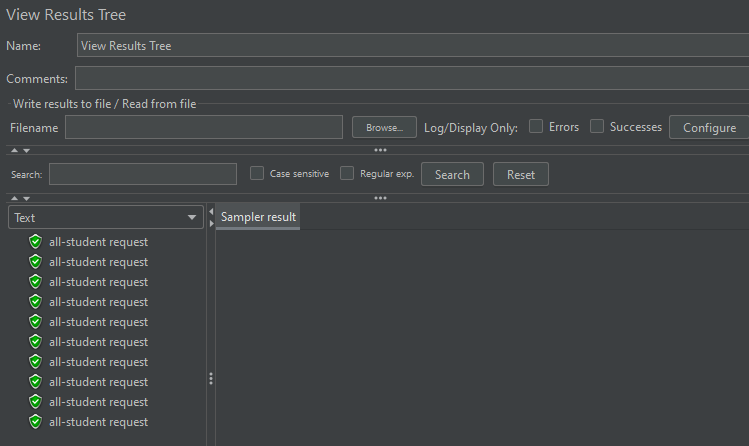 View Results Tree
Name: View Results Tree
Comments:
Write results to file / Read from file
Filename Browse... Log/Display Only: Errors Successes Configure
Search: Case sensitive Regular exp. Search Reset
Text Sampler result
all-student request
all-student request
all-student request
all-student request
all-student request
all-student request
all-student request
all-student request
all-student request
all-student request